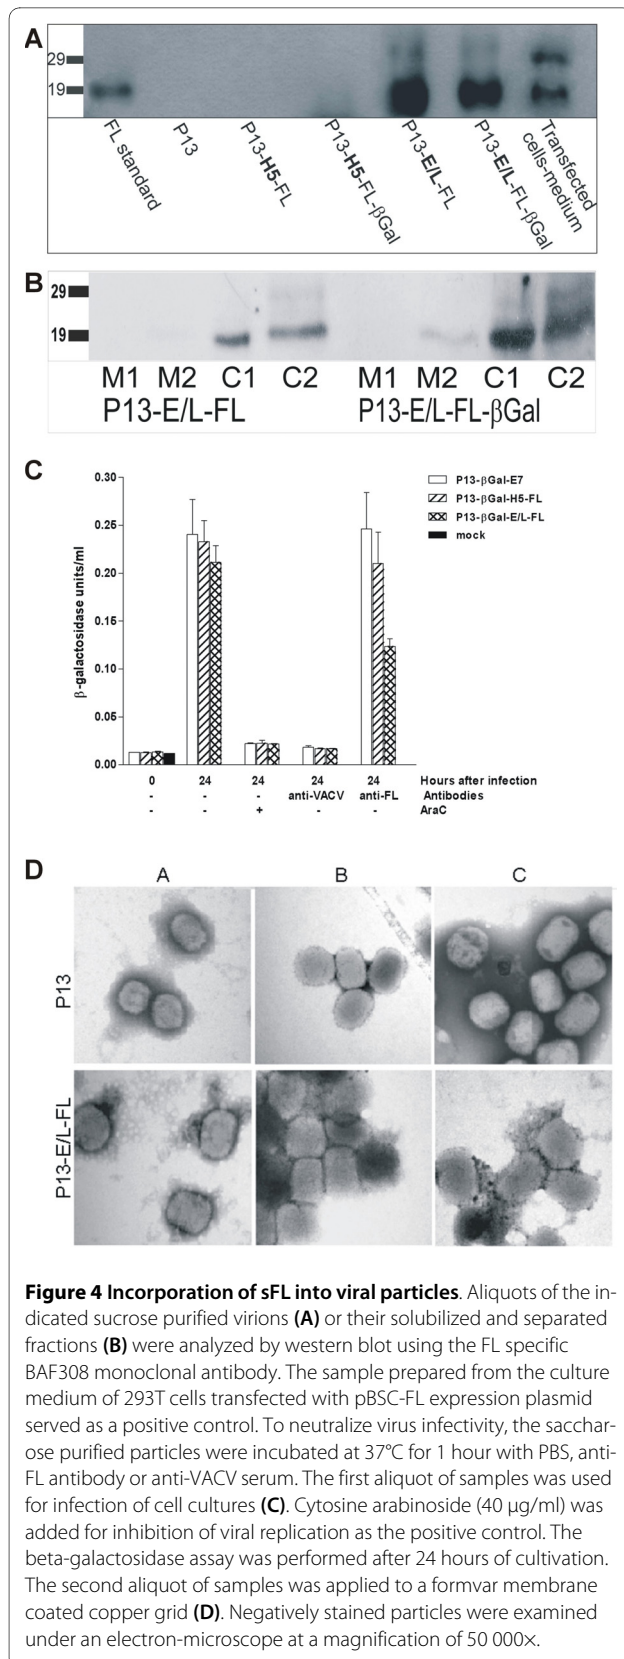 A
29
19
FL standard
P13
P13-H5-FL
P13-H5-FL-βGal
P13-E/L-FL
P13-E/L-FL-βGal
Transfected
cells-medium
B
29
19
M1 M2 C1 C2 M1 M2 C1 C2
P13-E/L-FL P13-E/L-FL-βGal
C
β-galactosidase units/ml
0.30
0.25
0.20
0.15
0.10
0.05
0.00
P13-βGal-E7
P13-βGal-H5-FL
P13-βGal-E/L-FL
mock
0 24 24 24 24 Hours after infection
- - - anti-VACV anti-FL Antibodies
- - + - - AraC
D
A B C
P13
P13-E/L-FL
Figure 4 Incorporation of sFL into viral particles. Aliquots of the in-
dicated sucrose purified virions (A) or their solubilized and separated
fractions (B) were analyzed by western blot using the FL specific
BAF308 monoclonal antibody. The sample prepared from the culture
medium of 293T cells transfected with pBSC-FL expression plasmid
served as a positive control. To neutralize virus infectivity, the sacchar-
ose purified particles were incubated at 37°C for 1 hour with PBS, anti-
FL antibody or anti-VACV serum. The first aliquot of samples was used
for infection of cell cultures (C). Cytosine arabinoside (40 μg/ml) was
added for inhibition of viral replication as the positive control. The
beta-galactosidase assay was performed after 24 hours of cultivation.
The second aliquot of samples was applied to a formvar membrane
coated copper grid (D). Negatively stained particles were examined
under an electron-microscope at a magnification of 50 000×.